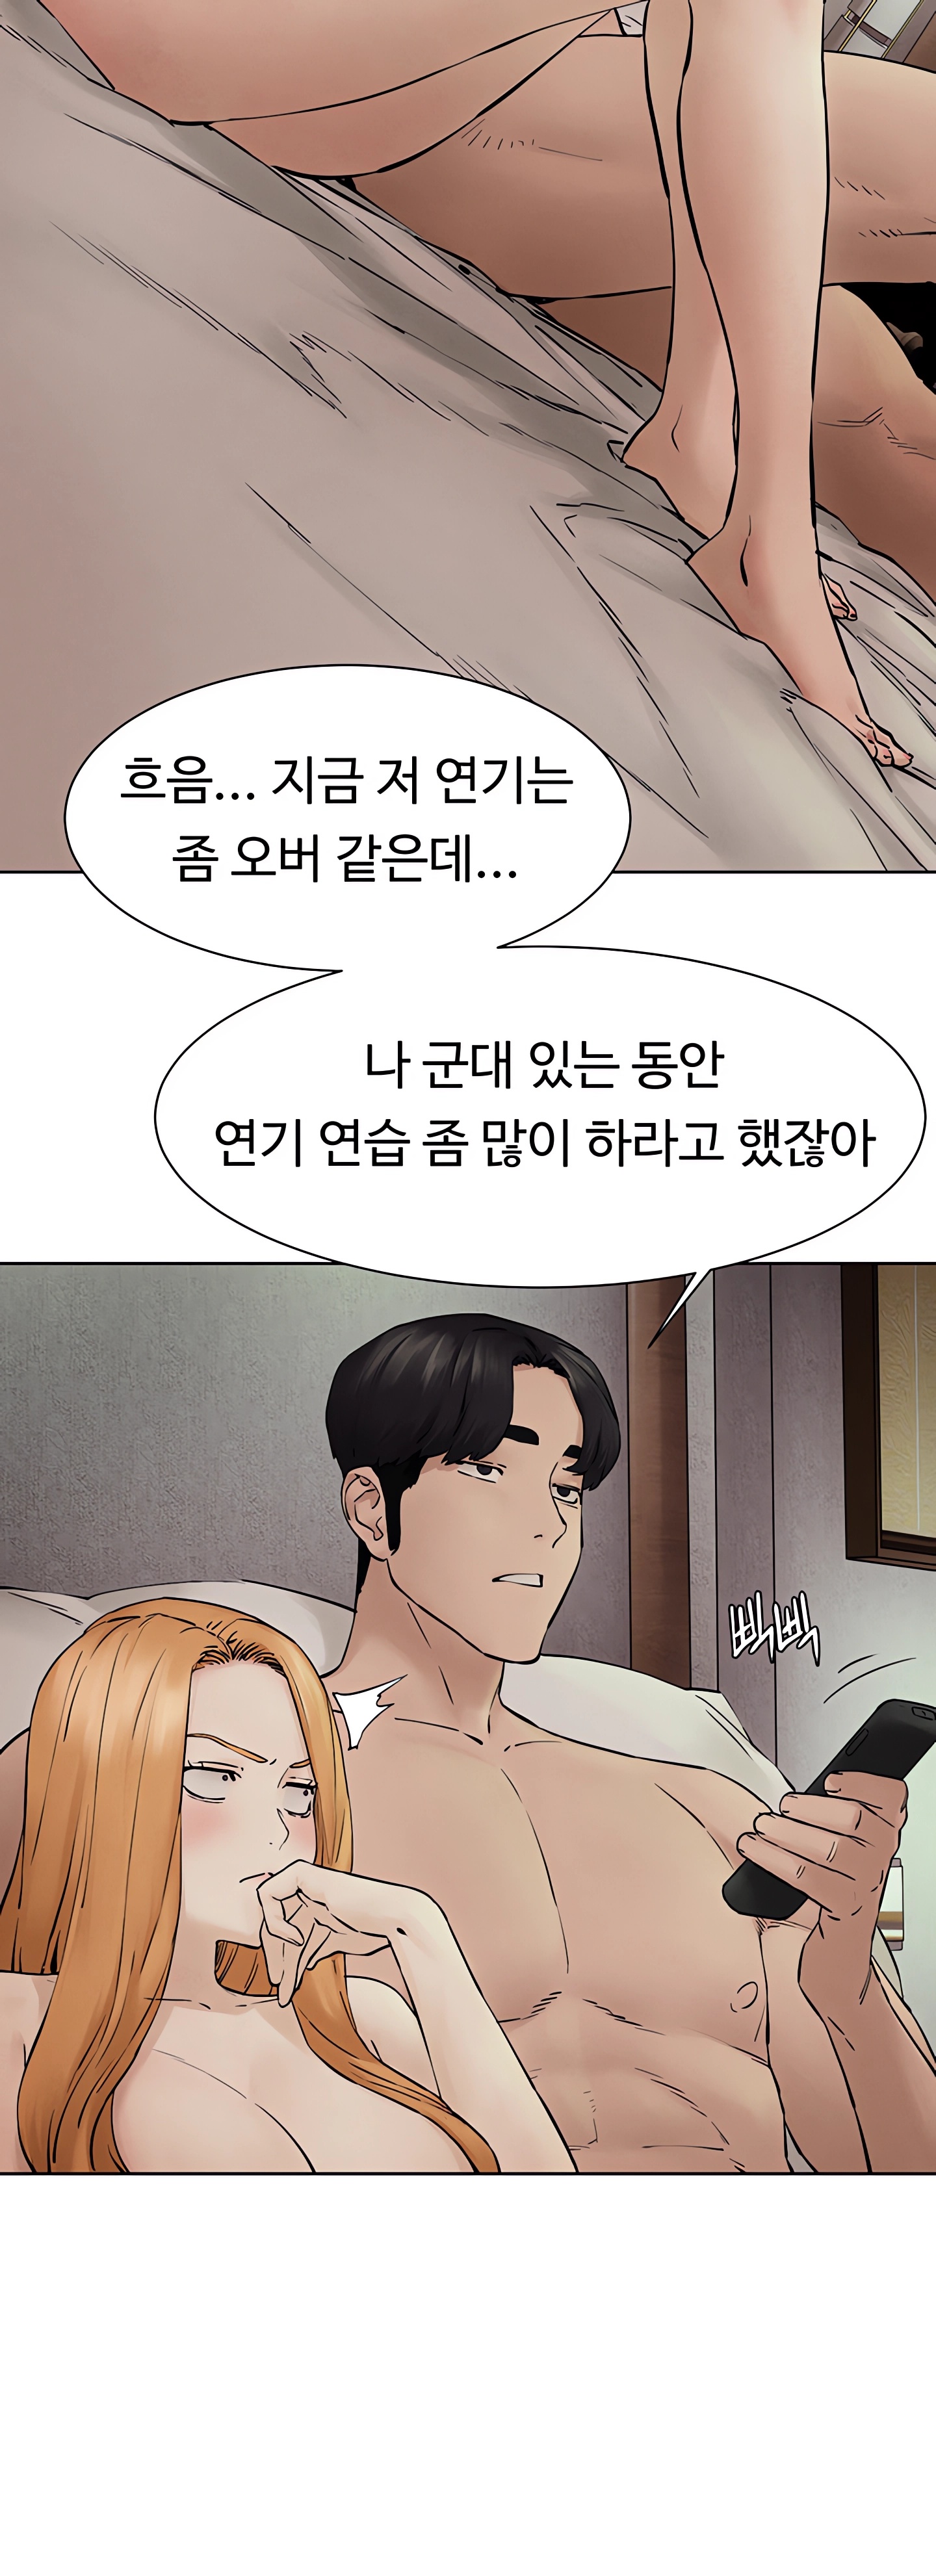 흐음... 지금 저 연기는
좀 오버 같은데...
나 군대 있는 동안
연기 연습 좀 많이 하라고 했잖아
삑삑